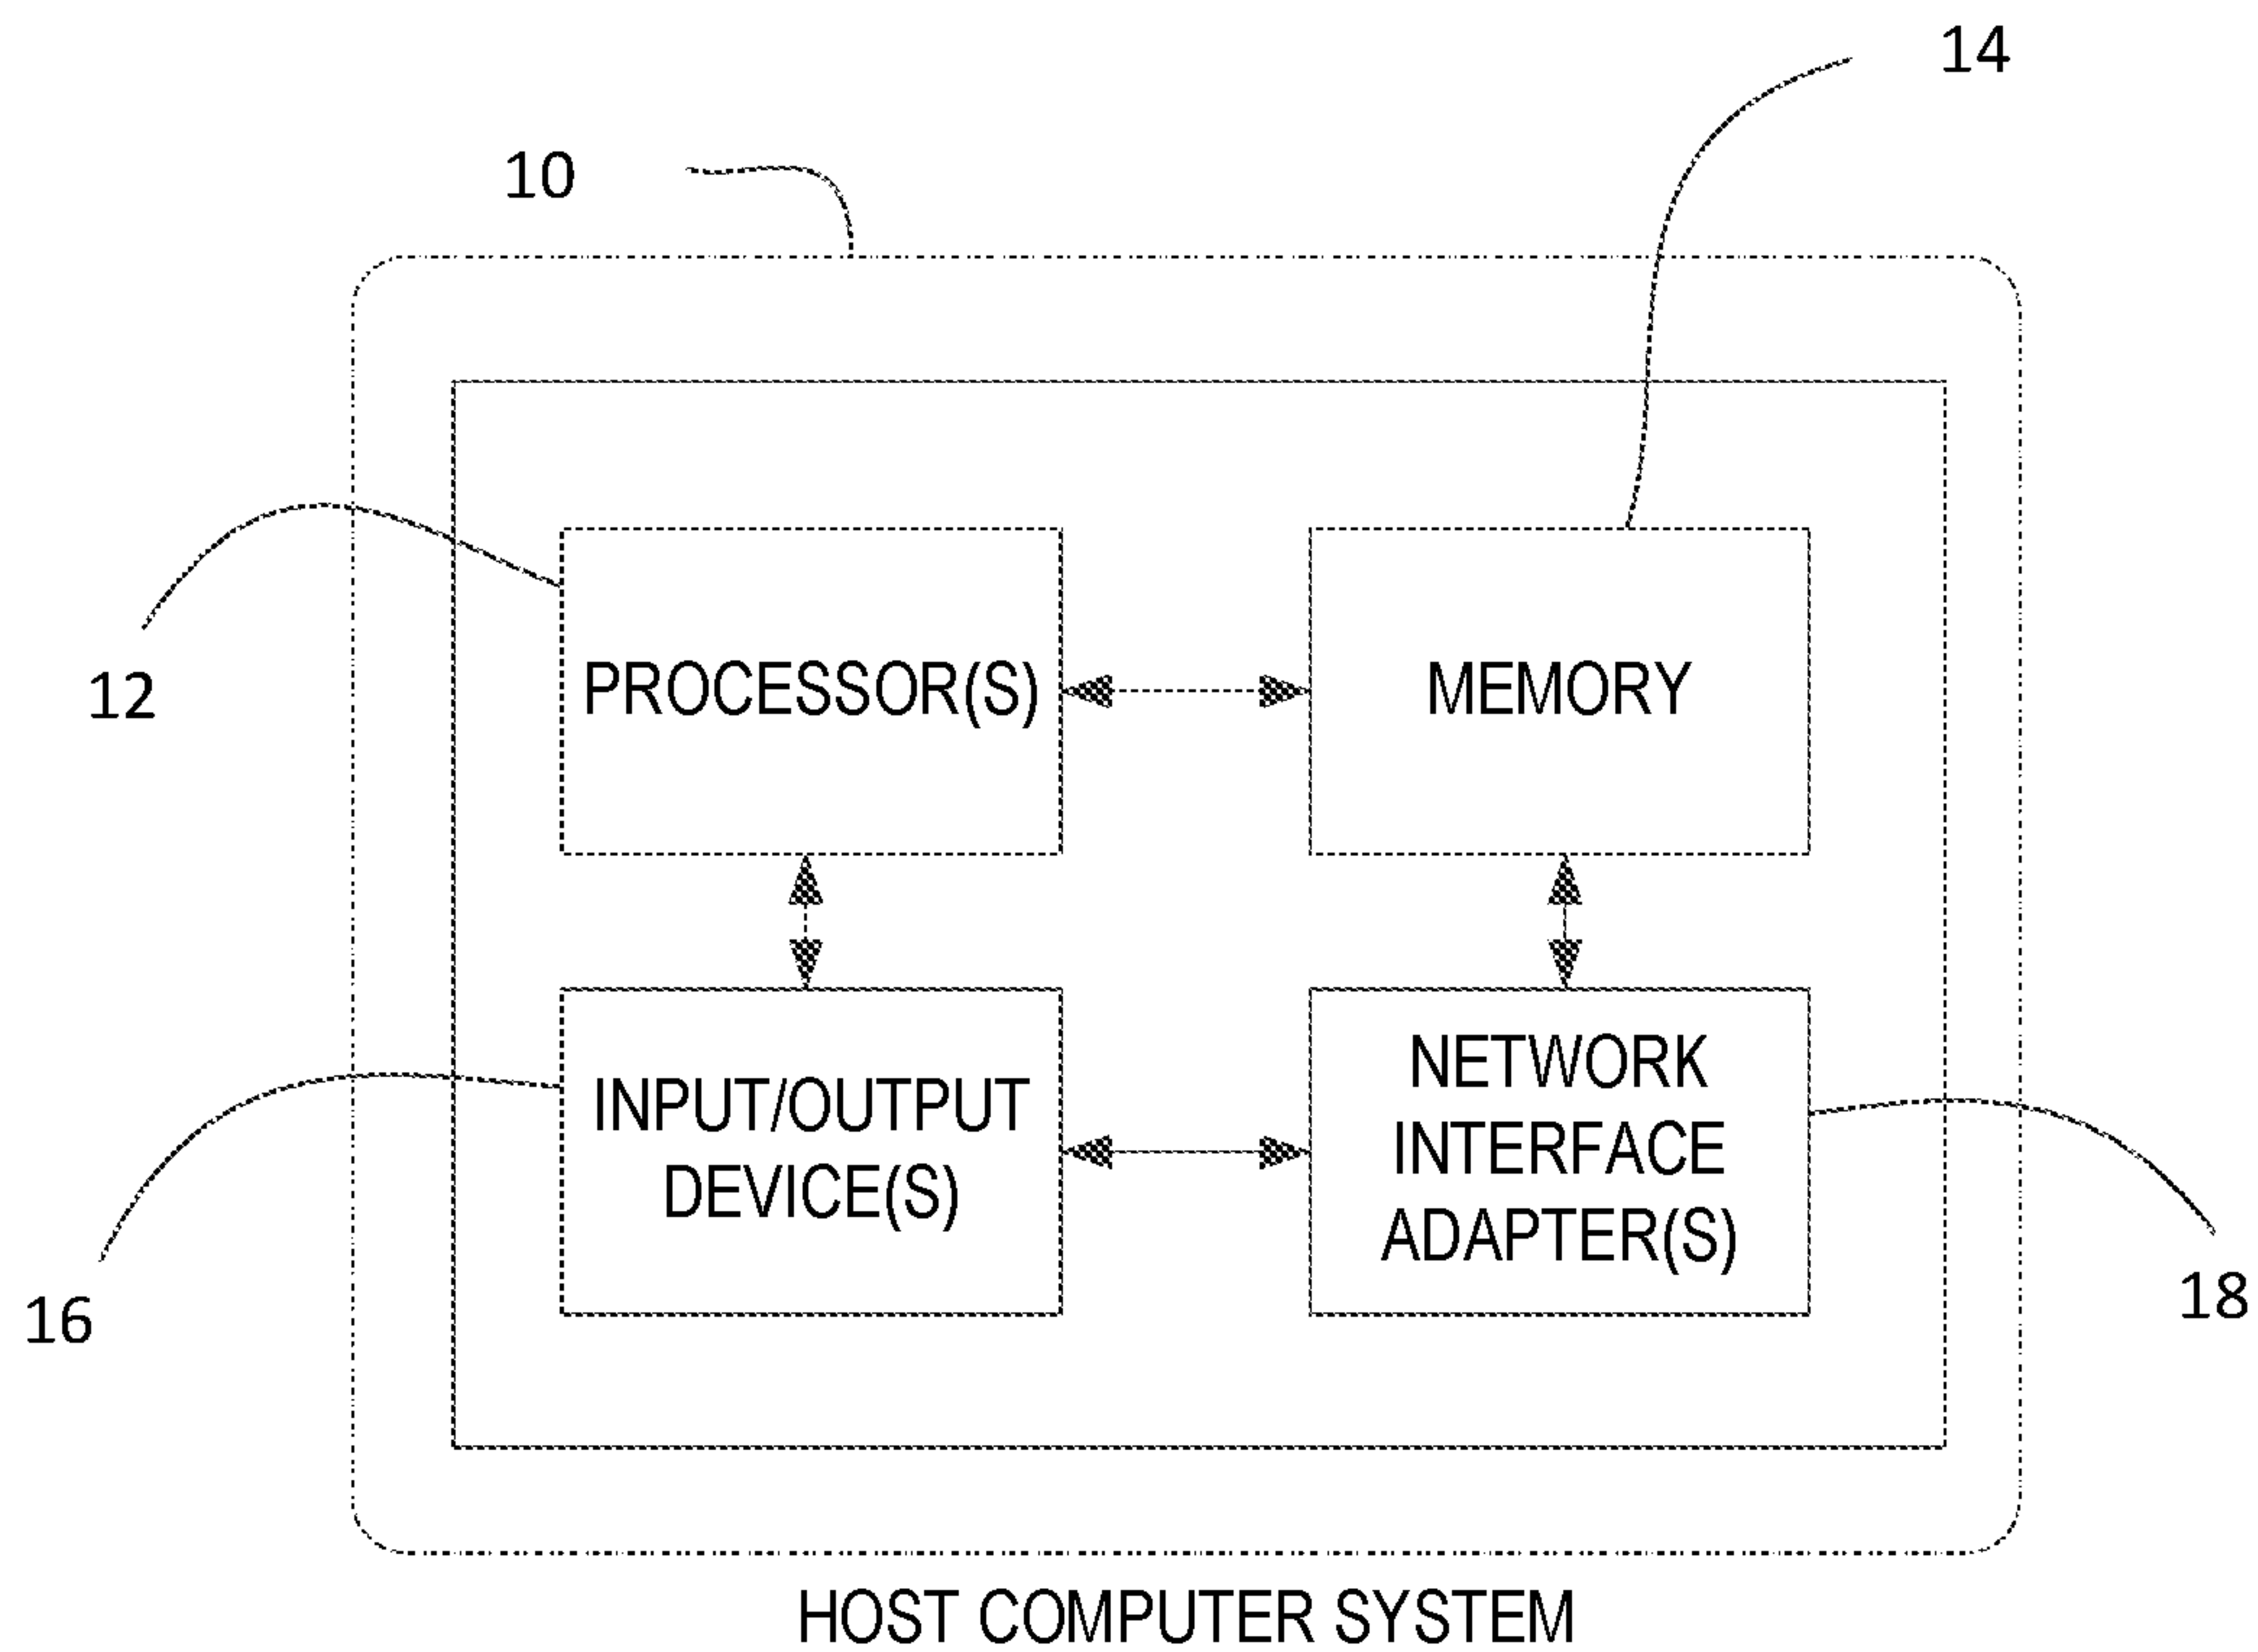 14
10
12
PROCESSOR(S)
MEMORY
INPUT/OUTPUT
DEVICE(S)
NETWORK
INTERFACE
ADAPTER(S)
16
18
HOST COMPUTER SYSTEM